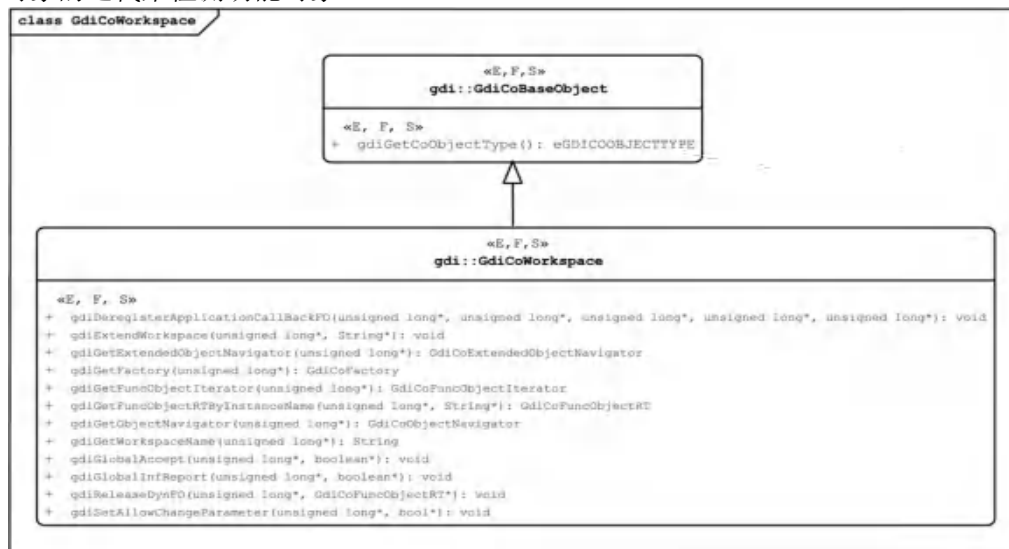 class GdiCoWorkspace
«E,F,S»
gdi::GdiCoBaseObject
«E, F, S»
+ gdiGetCoObjectType(): eGDICOOBJECTTYPE
«E,F,S»
gdi::GdiCoWorkspace
«E, F, S»
+ gdiDeregisterApplicationCallBackFO(unsigned long*, unsigned long*, unsigned long*, unsigned long*, unsigned long*): void
+ gdiExtendWorkspace(unsigned long*, String*): void
+ gdiGetExtendedObjectNavigator(unsigned long*): GdiCoExtendedObjectNavigator
+ gdiGetFactory(unsigned long*): GdiCoFactory
+ gdiGetFuncObjectIterator(unsigned long*): GdiCoFuncObjectIterator
+ gdiGetFuncObjectRTByInstanceName(unsigned long*, String*): GdiCoFuncObjectRT
+ gdiGetObjectNavigator(unsigned long*): GdiCoObjectNavigator
+ gdiGetWorkspaceName(unsigned long*): String
+ gdiGlobalAccept(unsigned long*, boolean*): void
+ gdiGlobalInfReport(unsigned long*, boolean*): void
+ gdiReleaseDynFO(unsigned long*, GdiCoFuncObjectRT*): void
+ gdiSetAllowChangeParameter(unsigned long*, bool*): void